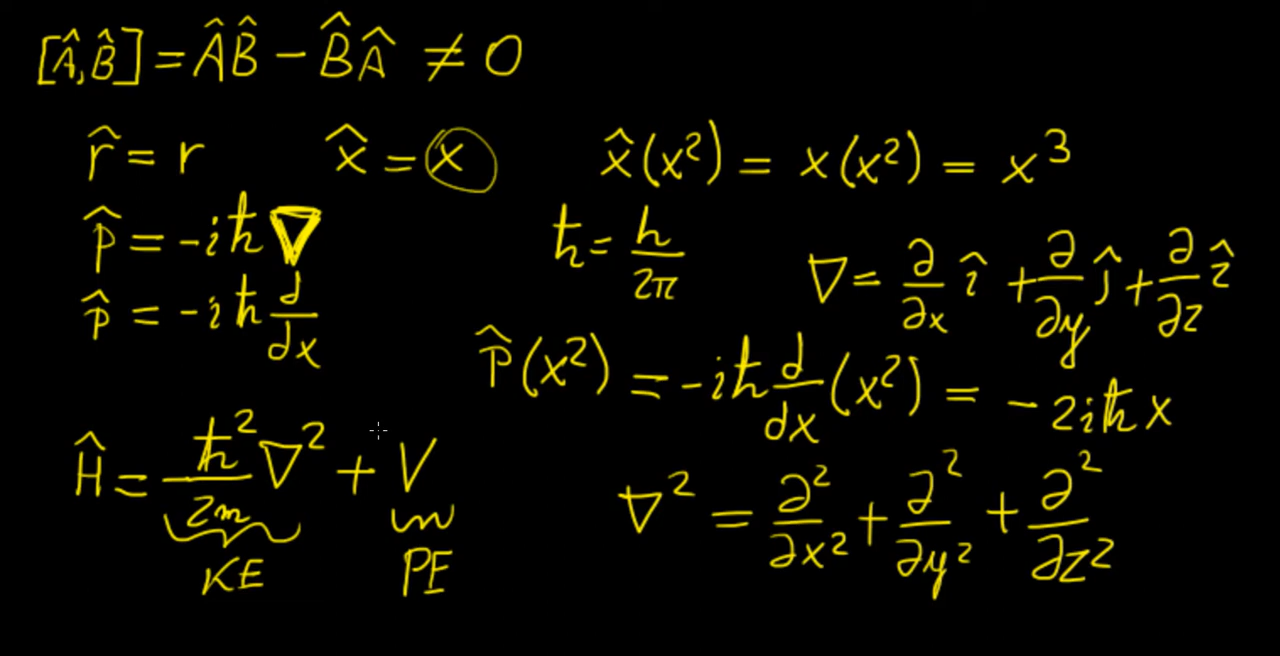 [Â, B̂] = ÂB̂ − B̂Â ≠ 0
r̂ = r   x̂ = x   x̂(x²) = x(x²) = x³
P̂ = -iħ∇   ħ = h/2π   ∇ = ∂/∂x î + ∂/∂y ĵ + ∂/∂z ẑ
p̂ = -iħ d/dx
P̂(x²) = -iħ d/dx (x²) = -2iħx
Ĥ = ħ²/2m ∇² + V
KE   PE
∇² = ∂²/∂x² + ∂²/∂y² + ∂²/∂z²